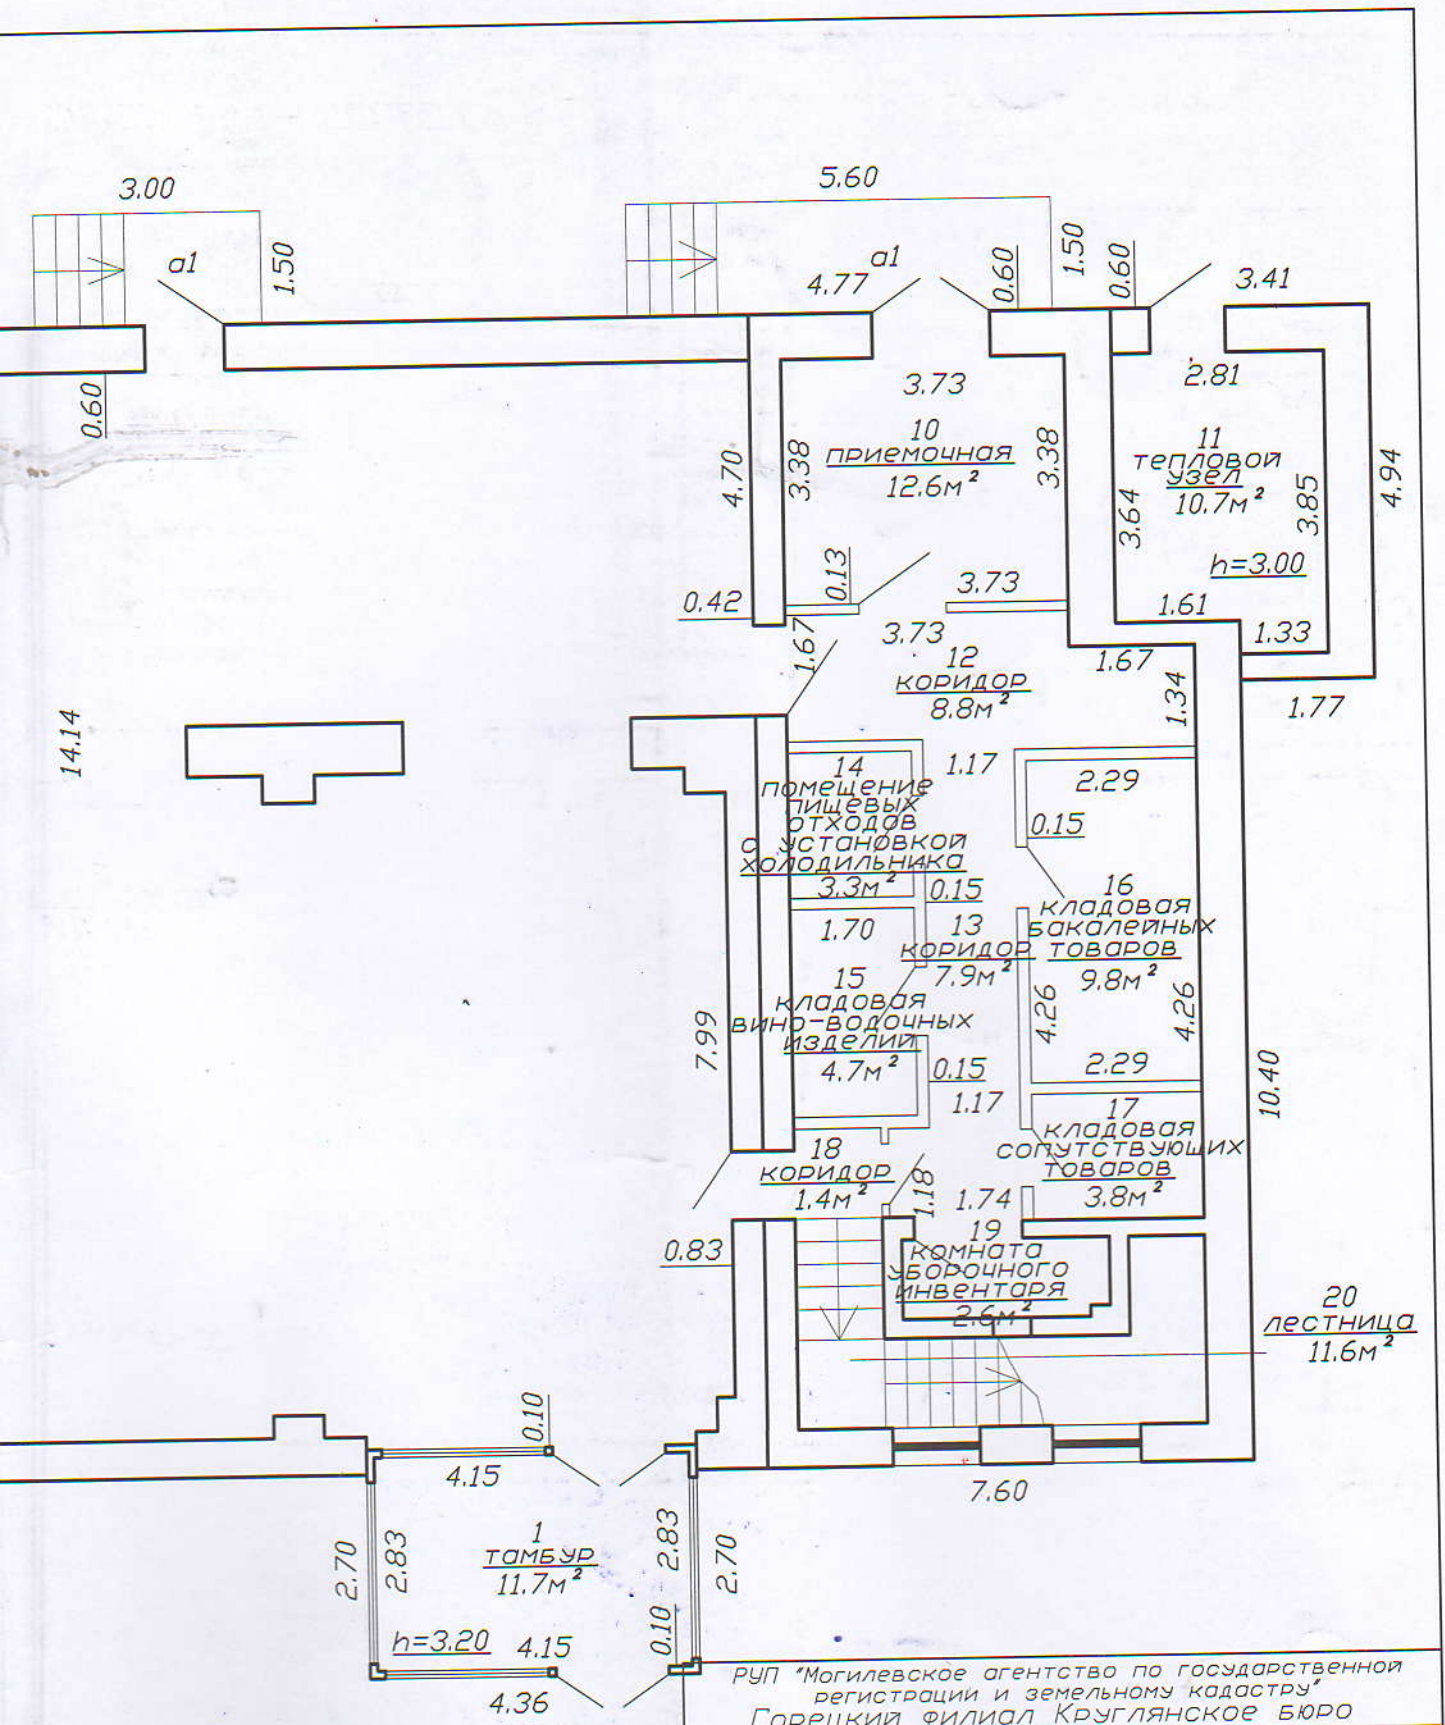 3.00
5.60
1.50
a1
a1
4.77
0.60
1.50
0.60
3.41
0.60
3.73
2.81
10
приемочная
12.6м²
4.70
3.38
3.38
11
тепловой
узел
10.7м²
3.64
3.85
4.94
h=3.00
0.13
3.73
0.42
1.61
1.33
1.67
3.73
12
коридор
8.8м²
1.67
1.34
1.77
14.14
14
помещение
пищевых
отходов
с установкой
холодильника
3.3м²
1.17
2.29
0.15
0.15
16
кладовая
бакалейных
товаров
9.8м²
1.70
13
коридор
7.9м²
15
кладовая
вино-водочных
изделий
4.7м²
7.99
4.26
4.26
0.15
2.29
1.17
10.40
17
кладовая
сопутствующих
товаров
3.8м²
18
коридор
1.4м²
1.18
1.74
0.83
19
комната
уборочного
инвентаря
2.6м²
20
лестница
11.6м²
0.10
4.15
7.60
2.70
2.83
1
тамбур
11.7м²
2.83
2.70
h=3.20
4.15
0.10
4.36
РУП "Могилевское агентство по государственной
регистрации и земельному кадастру"
Горецкий филиал Круглянское бюро